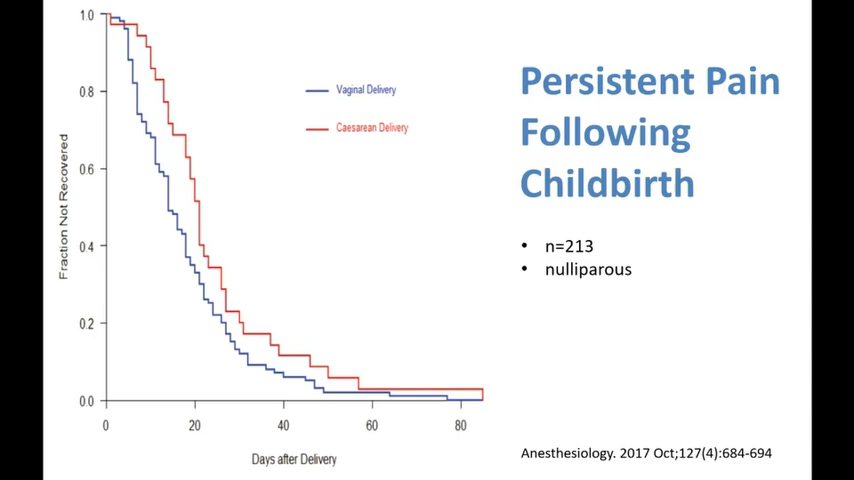 Persistent Pain
Following
Childbirth
• n=213
• nulliparous
Fraction Not Recovered
1.0
0.8
0.6
0.4
0.2
0.0
Vaginal Delivery
Caesarean Delivery
0 20 40 60 80
Days after Delivery
Anesthesiology. 2017 Oct;127(4):684-694